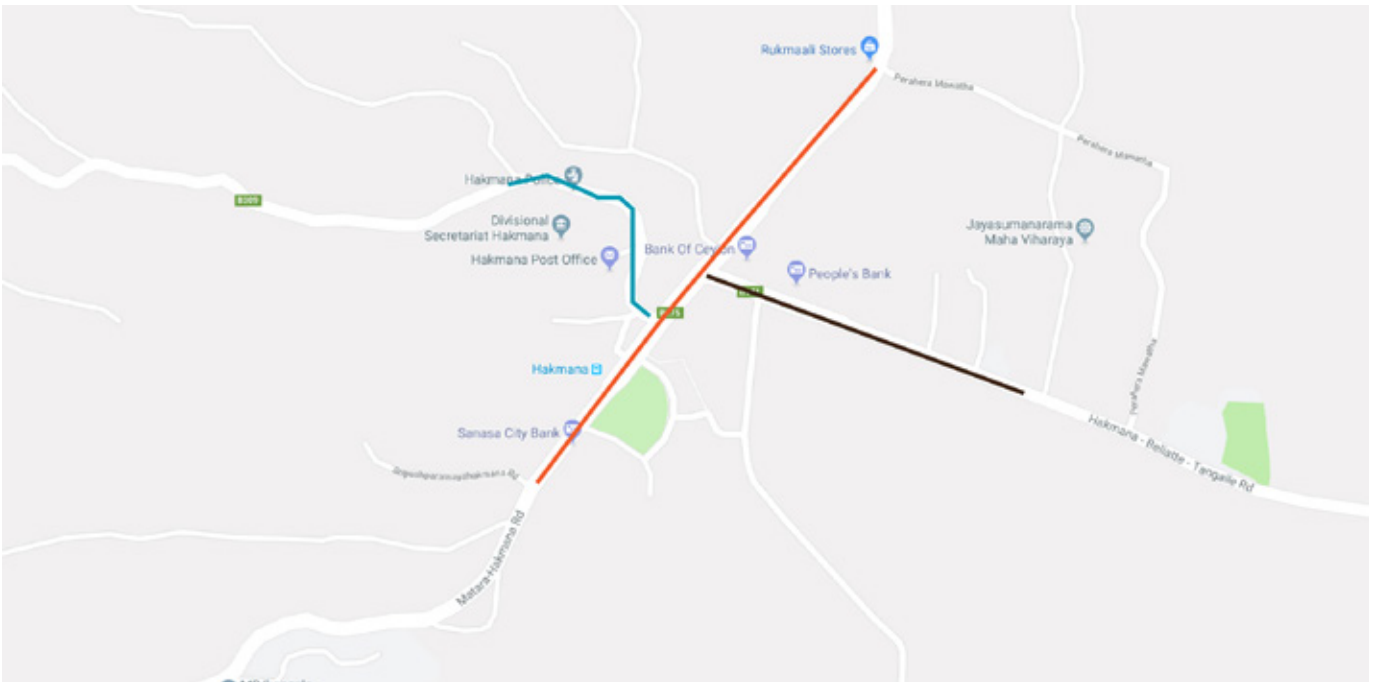 Rukmaali Stores
Perahera Mawatha
Perahera Mawatha
Hakmana Police
B309
Divisional
Secretariat Hakmana
Jayasumanarama
Maha Viharaya
Bank Of Ceylon
Hakmana Post Office
People's Bank
Hakmana
Perahera Mawatha
Sanasa City Bank
Hakmana - Beliatte - Tangalle Rd
Matara-Hakmana Rd